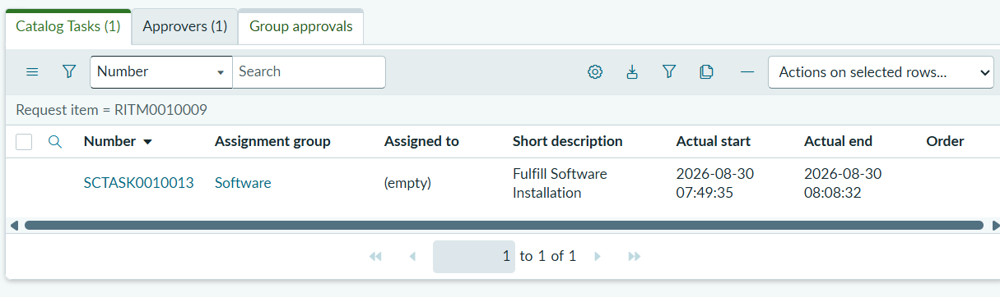 Catalog Tasks (1) Approvers (1) Group approvals
Number Search Actions on selected rows...
Request item = RITM0010009
Number Assignment group Assigned to Short description Actual start Actual end Order
SCTASK0010013 Software (empty) Fulfill Software Installation 2026-08-30 07:49:35 2026-08-30 08:08:32
1 to 1 of 1